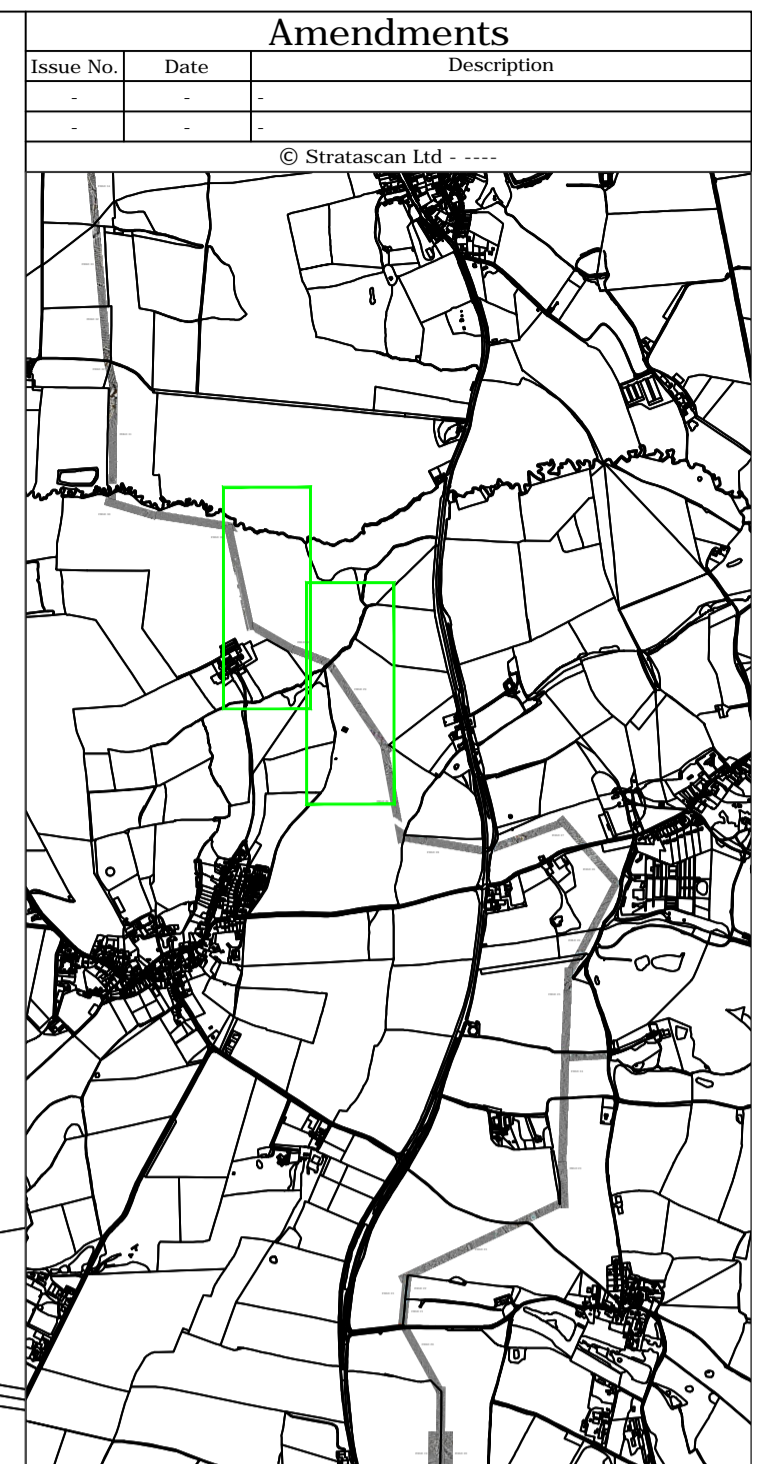 Amendments
Issue No. Date Description
- - -
- - -
© Stratascan Ltd - ----